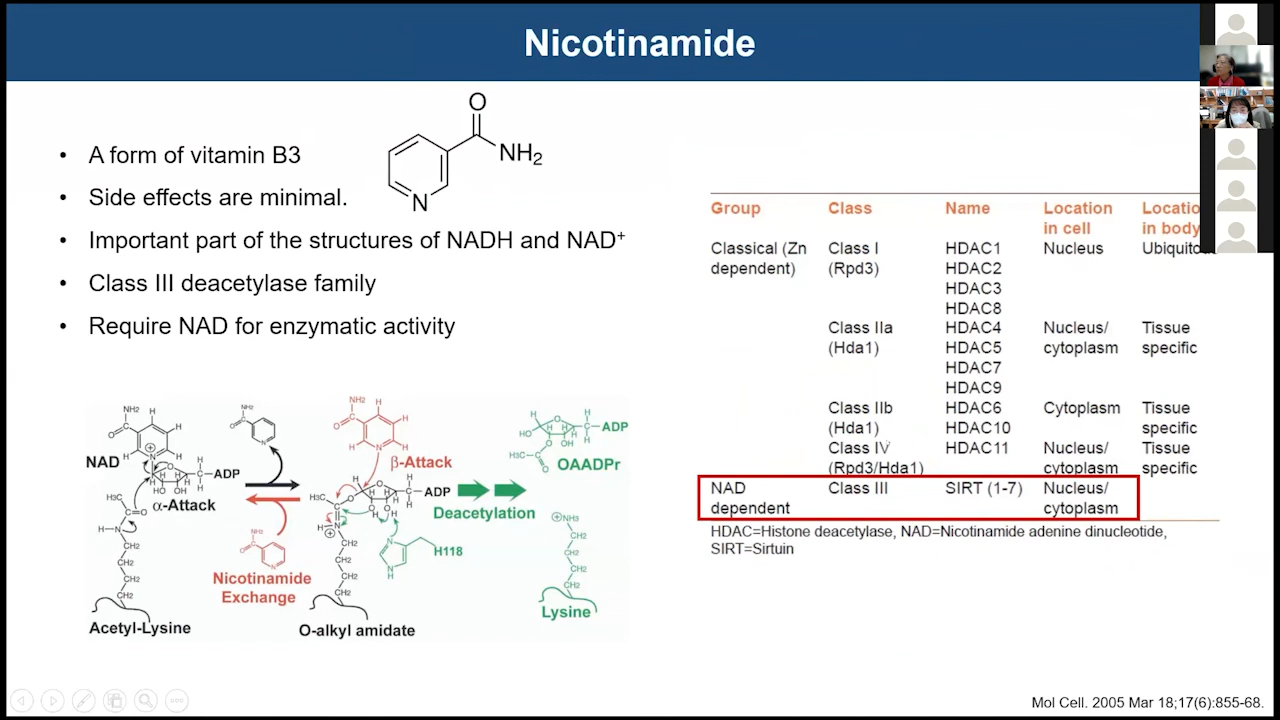 Nicotinamide
• A form of vitamin B3
• Side effects are minimal.
• Important part of the structures of NADH and NAD⁺
• Class III deacetylase family
• Require NAD for enzymatic activity
O
NH₂
N
Group Class Name Location in cell in body
Classical (Zn dependent) Class I (Rpd3) HDAC1 Nucleus
HDAC2
HDAC3
HDAC8
Class IIa (Hda1) HDAC4 Nucleus/ cytoplasm Tissue specific
HDAC5
HDAC7
HDAC9
Class IIb (Hda1) HDAC6 Cytoplasm Tissue specific
HDAC10
Class IV (Rpd3/Hda1) HDAC11 Nucleus/ cytoplasm Tissue specific
NAD dependent Class III SIRT (1-7) Nucleus/ cytoplasm
HDAC=Histone deacetylase, NAD=Nicotinamide adenine dinucleotide,
SIRT=Sirtuin
NAD
ADP
α-Attack
Acetyl-Lysine
Nicotinamide
Exchange
β-Attack
ADP
H118
O-alkyl amidate
Deacetylation
ADP
OAADPr
Lysine
Mol Cell. 2005 Mar 18;17(6):855-68.